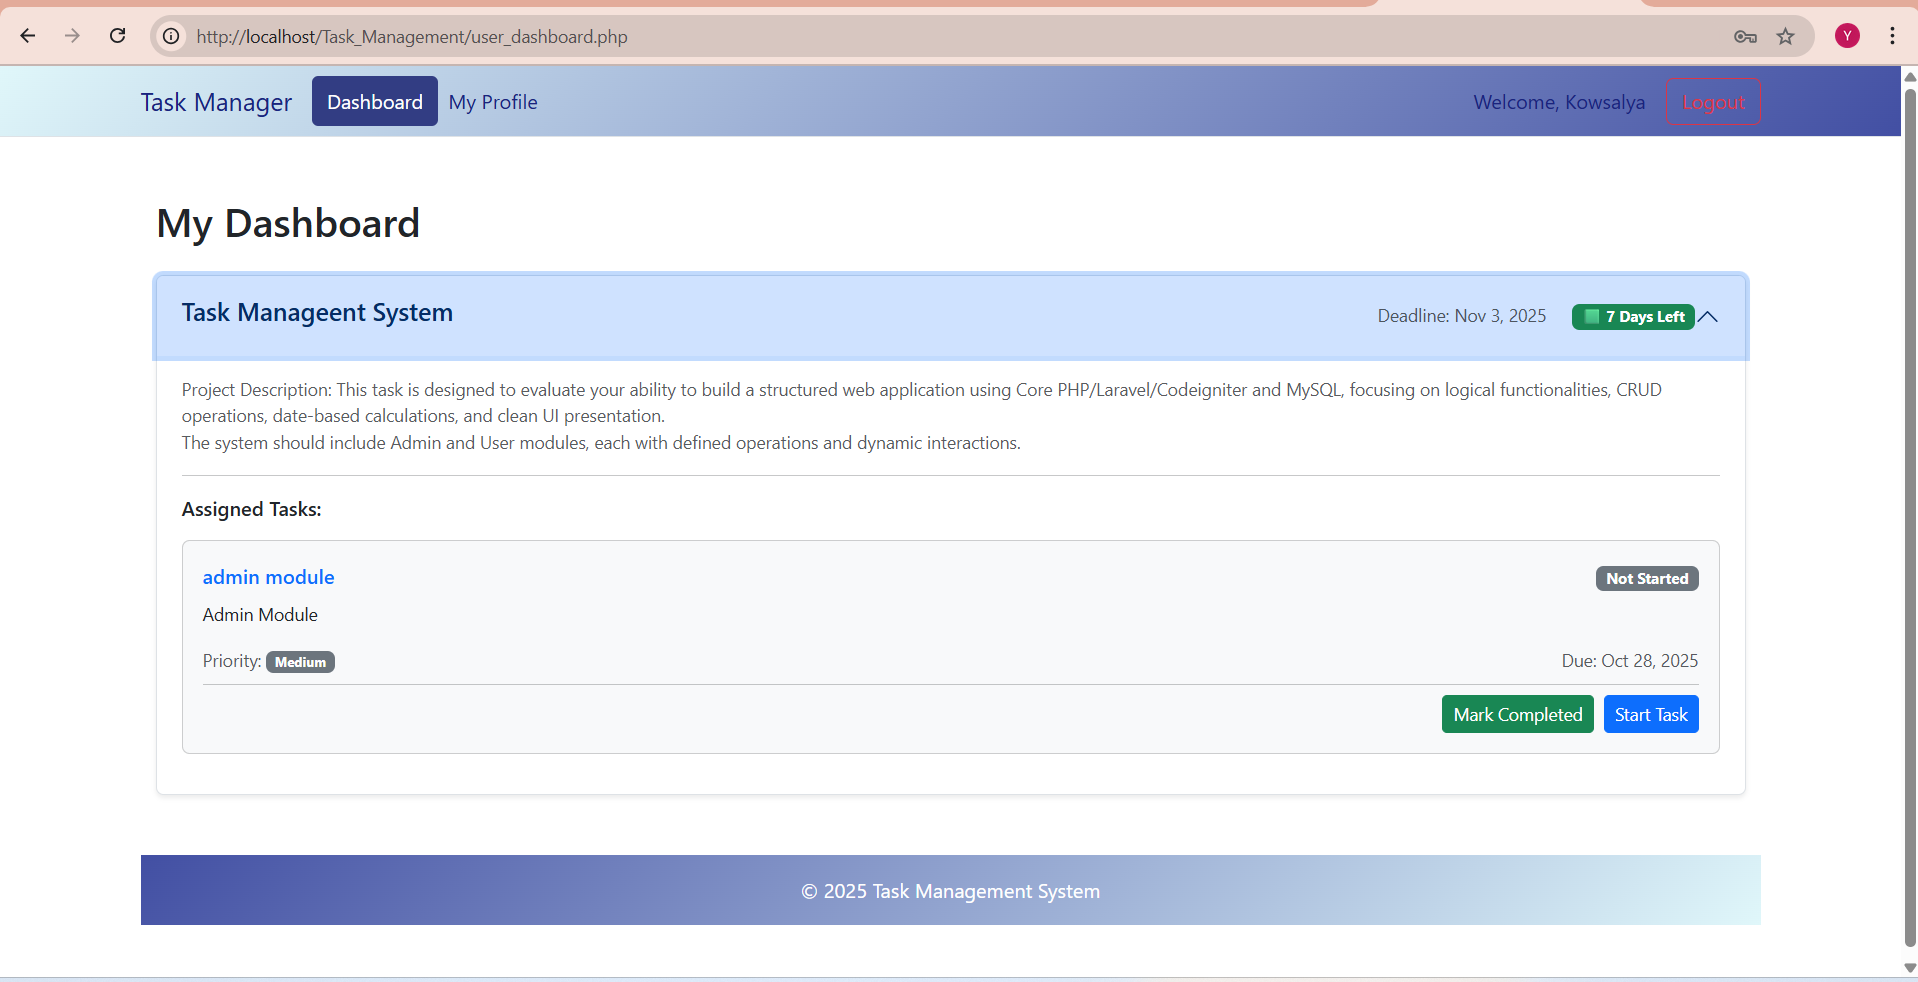 http://localhost/Task_Management/user_dashboard.php
Y
Task Manager
Dashboard
My Profile
Welcome, Kowsalya
Logout
My Dashboard
Task Manageent System
Deadline: Nov 3, 2025
7 Days Left
Project Description: This task is designed to evaluate your ability to build a structured web application using Core PHP/Laravel/Codeigniter and MySQL, focusing on logical functionalities, CRUD
operations, date-based calculations, and clean UI presentation.
The system should include Admin and User modules, each with defined operations and dynamic interactions.
Assigned Tasks:
admin module
Not Started
Admin Module
Priority: Medium
Due: Oct 28, 2025
Mark Completed
Start Task
© 2025 Task Management System